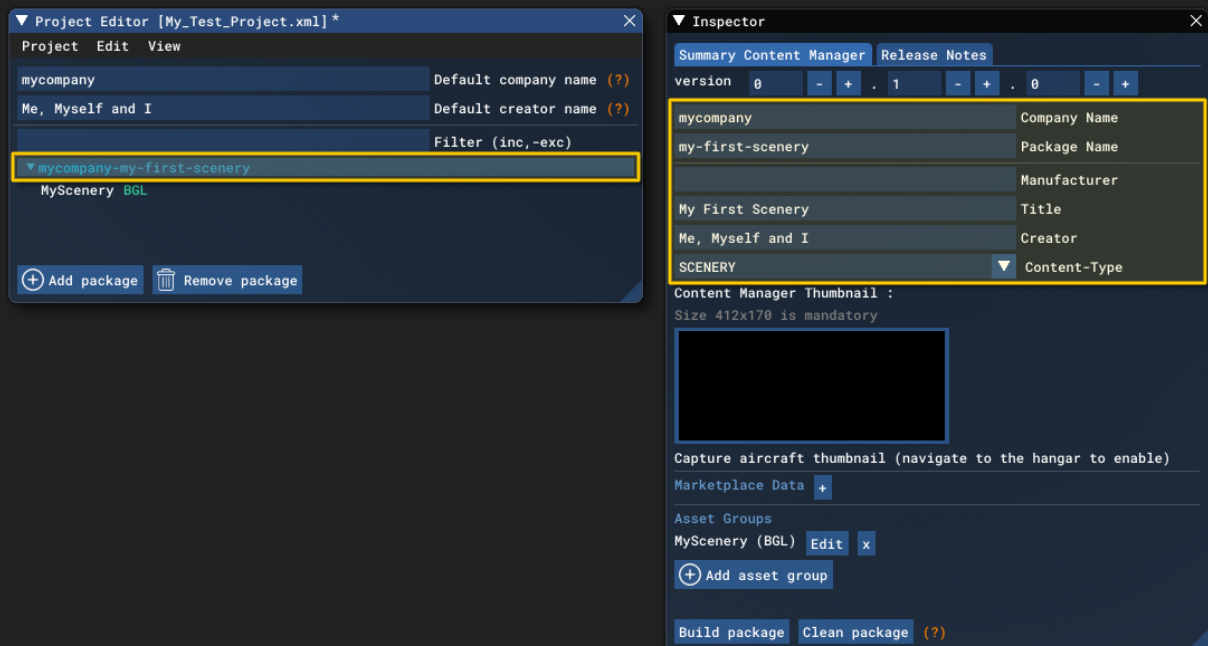 Project Editor [My_Test_Project.xml]*
Project Edit View
mycompany Default company name (?)
Me, Myself and I Default creator name (?)
Filter (inc,-exc)
mycompany-my-first-scenery
MyScenery BGL
Add package Remove package
Inspector
Summary Content Manager Release Notes
version 0 - + . 1 - + . 0 - +
mycompany Company Name
my-first-scenery Package Name
Manufacturer
My First Scenery Title
Me, Myself and I Creator
SCENERY Content-Type
Content Manager Thumbnail :
Size 412x170 is mandatory
Capture aircraft thumbnail (navigate to the hangar to enable)
Marketplace Data +
Asset Groups
MyScenery (BGL) Edit x
Add asset group
Build package Clean package (?)